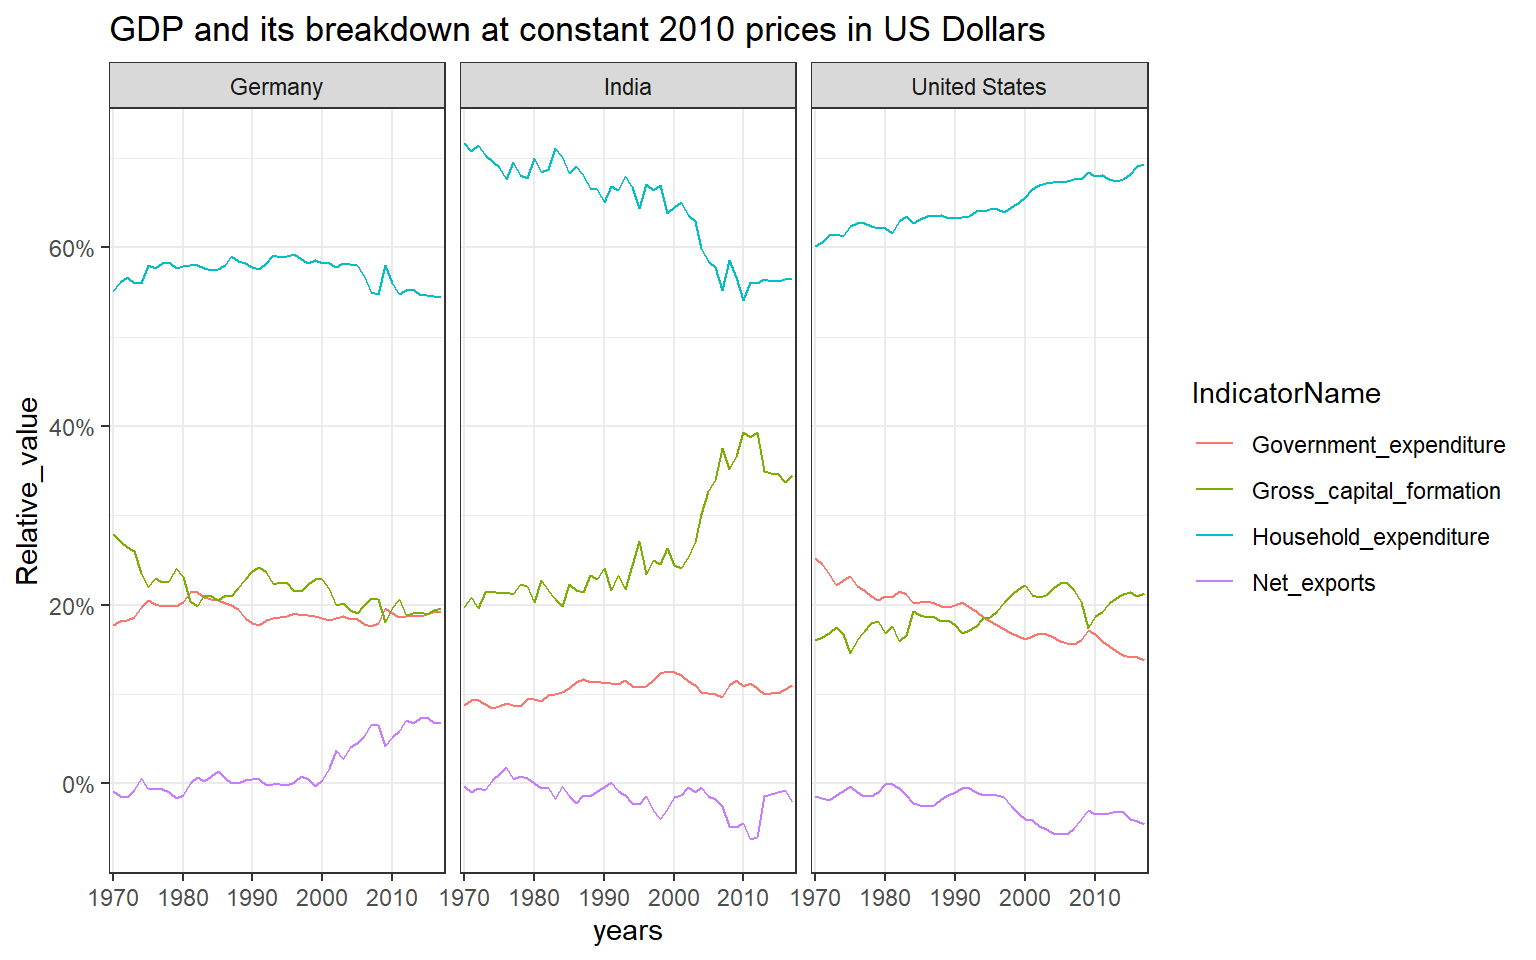 GDP and its breakdown at constant 2010 prices in US Dollars
Germany India United States
60%
40%
20%
0%
Relative_value
1970 1980 1990 2000 2010 1970 1980 1990 2000 2010 1970 1980 1990 2000 2010
years
IndicatorName
Government_expenditure
Gross_capital_formation
Household_expenditure
Net_exports